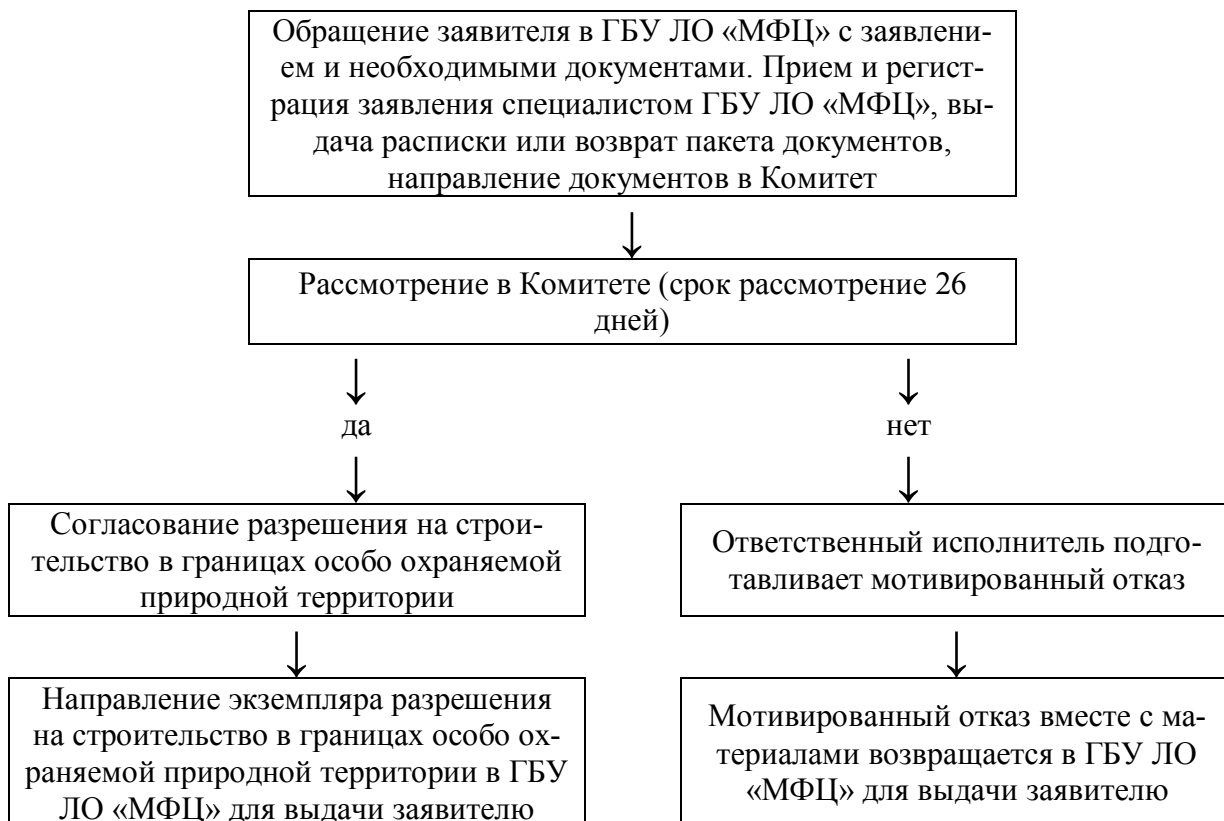 Обращение заявителя в ГБУ ЛО «МФЦ» с заявлени-
ем и необходимыми документами. Прием и регист-
рация заявления специалистом ГБУ ЛО «МФЦ», вы-
дача расписки или возврат пакета документов,
направление документов в Комитет
Рассмотрение в Комитете (срок рассмотрение 26
дней)
да
нет
Согласование разрешения на строи-
тельство в границах особо охраняемой
природной территории
Ответственный исполнитель подго-
тавливает мотивированный отказ
Направление экземпляра разрешения
на строительство в границах особо ох-
раняемой природной территории в ГБУ
ЛО «МФЦ» для выдачи заявителю
Мотивированный отказ вместе с ма-
териалами возвращается в ГБУ ЛО
«МФЦ» для выдачи заявителю